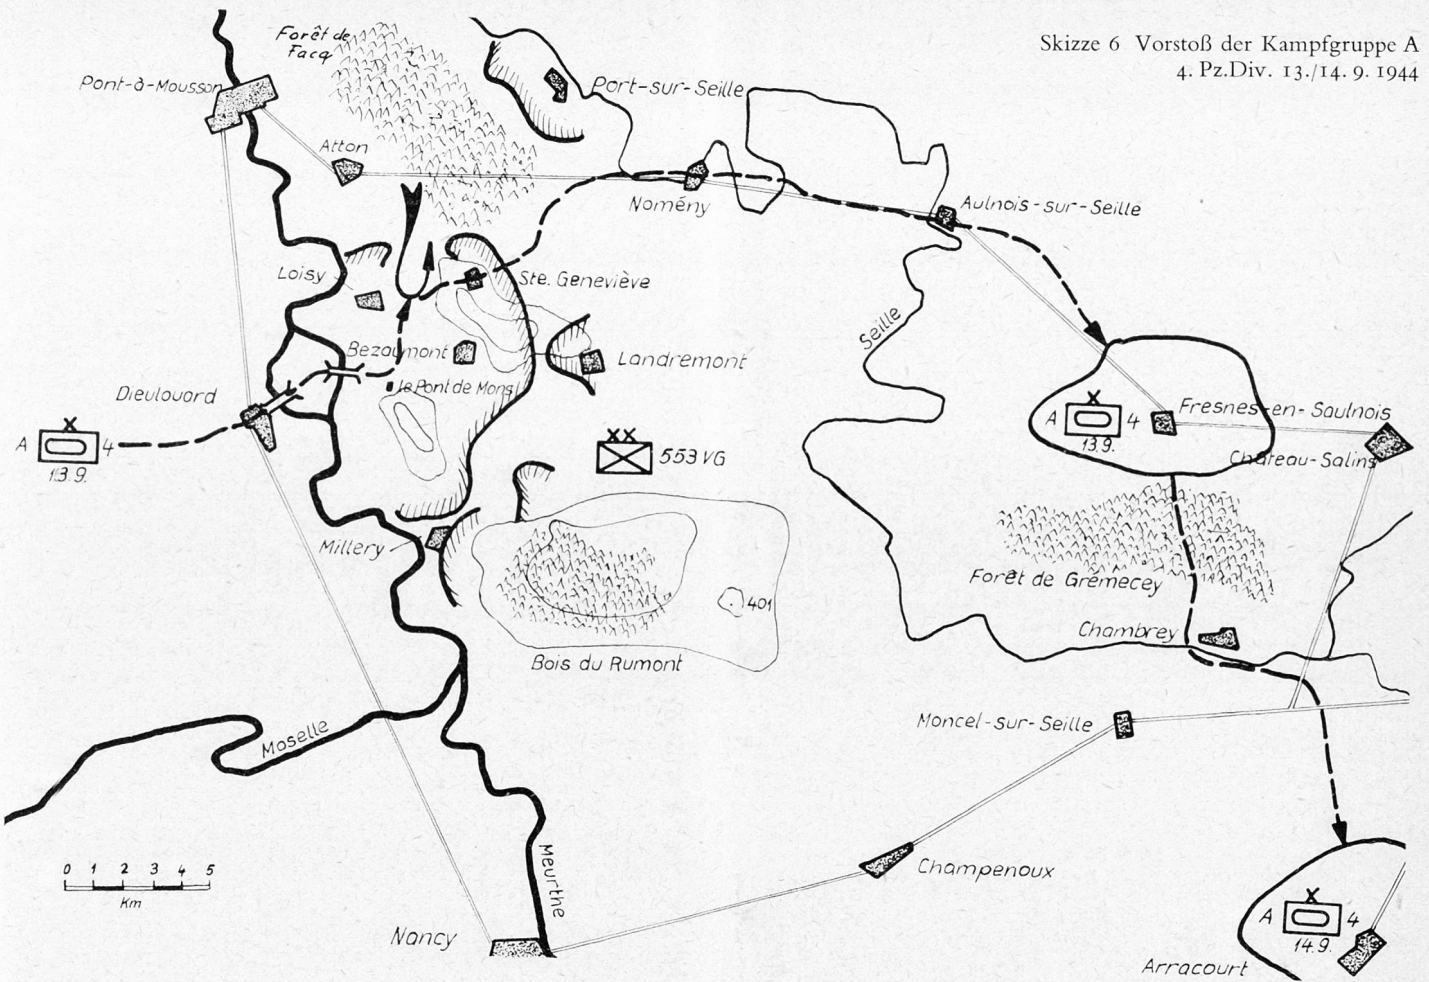 Skizze 6 Vorstoß der Kampfgruppe A
4. Pz.Div. 13./14. 9. 1944
Forêt de
Facq
Pont-à-Mousson
Port-sur-Seille
Atton
Nomény
Aulnois-sur-Seille
Loisy
Ste. Geneviève
Seille
Bezaumont
Landremont
le Pont de Mons
Dieulouard
A 4
13.9.
553 VG
A 4
13.9.
Fresnes-en-Saulnois
Château-Salins
Millery
Forêt de Grémecey
401
Chambrey
Bois du Rumont
Moncel-sur-Seille
Moselle
Meurthe
Champenoux
0 1 2 3 4 5
Km
Nancy
A 4
14.9.
Arracourt